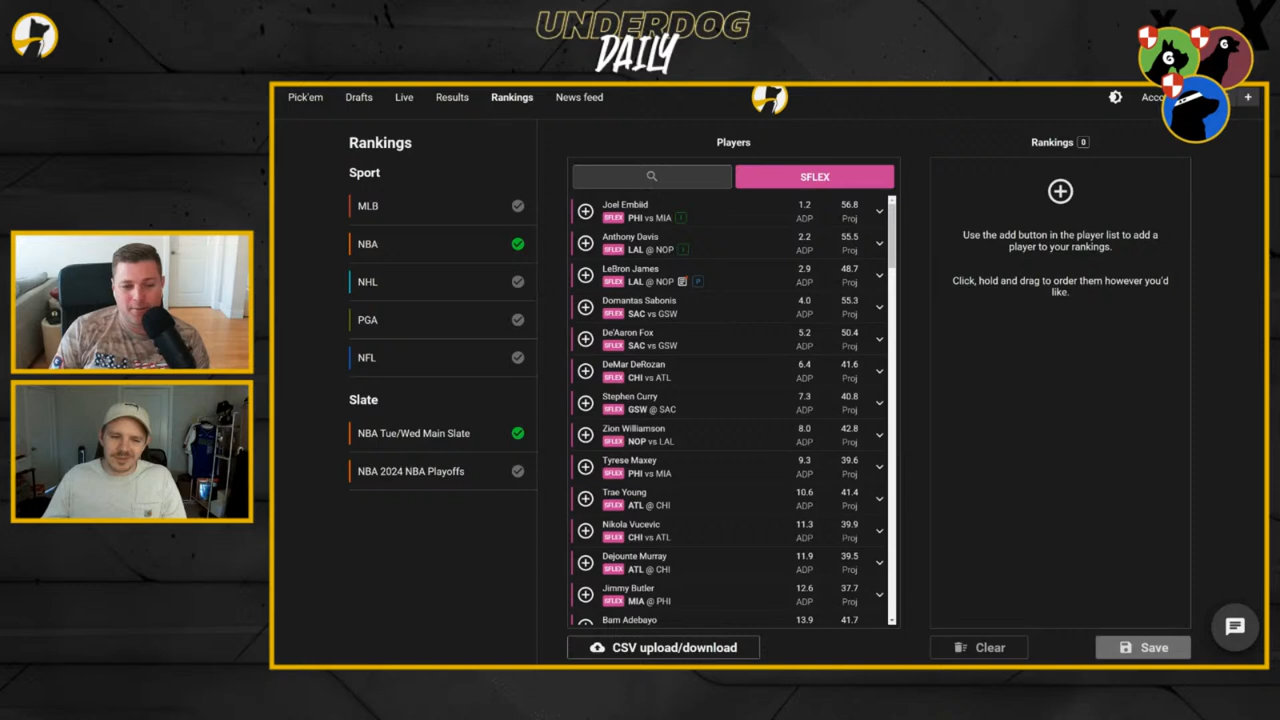 UNDERDOG
DAILY
G
G
Pick'em Drafts Live Results Rankings News feed
Rankings
Sport
MLB
NBA
NHL
PGA
NFL
Slate
NBA Tue/Wed Main Slate
NBA 2024 NBA Playoffs
Players
SFLEX
Joel Embiid 1.2 56.8
SFLEX PHI vs MIA I ADP Proj
Anthony Davis 2.2 55.5
SFLEX LAL @ NOP I ADP Proj
LeBron James 2.9 48.7
SFLEX LAL @ NOP P ADP Proj
Domantas Sabonis 4.0 55.3
SFLEX SAC vs GSW ADP Proj
De'Aaron Fox 5.2 50.4
SFLEX SAC vs GSW ADP Proj
DeMar DeRozan 6.4 41.6
SFLEX CHI vs ATL ADP Proj
Stephen Curry 7.3 40.8
SFLEX GSW @ SAC ADP Proj
Zion Williamson 8.0 42.8
SFLEX NOP vs LAL ADP Proj
Tyrese Maxey 9.3 39.6
SFLEX PHI vs MIA ADP Proj
Trae Young 10.6 41.4
SFLEX ATL @ CHI ADP Proj
Nikola Vucevic 11.3 39.9
SFLEX CHI vs ATL ADP Proj
Dejounte Murray 11.9 39.5
SFLEX ATL @ CHI ADP Proj
Jimmy Butler 12.6 37.7
SFLEX MIA @ PHI ADP Proj
Bam Adebayo 13.9 41.7
CSV upload/download
Rankings 0
Use the add button in the player list to add a
player to your rankings.
Click, hold and drag to order them however you'd
like.
Clear
Save